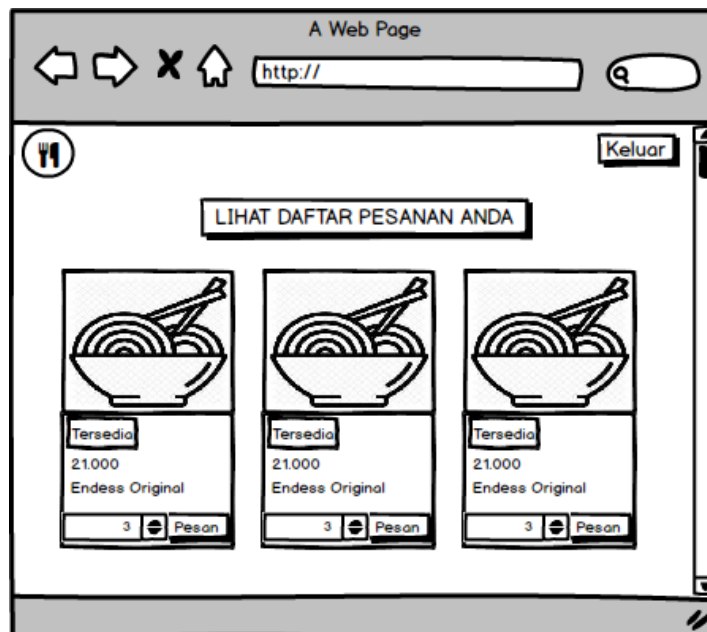 A Web Page
http://
Keluar
LIHAT DAFTAR PESANAN ANDA
Tersedia
21.000
Endess Original
3 Pesan
Tersedia
21.000
Endess Original
3 Pesan
Tersedia
21.000
Endess Original
3 Pesan